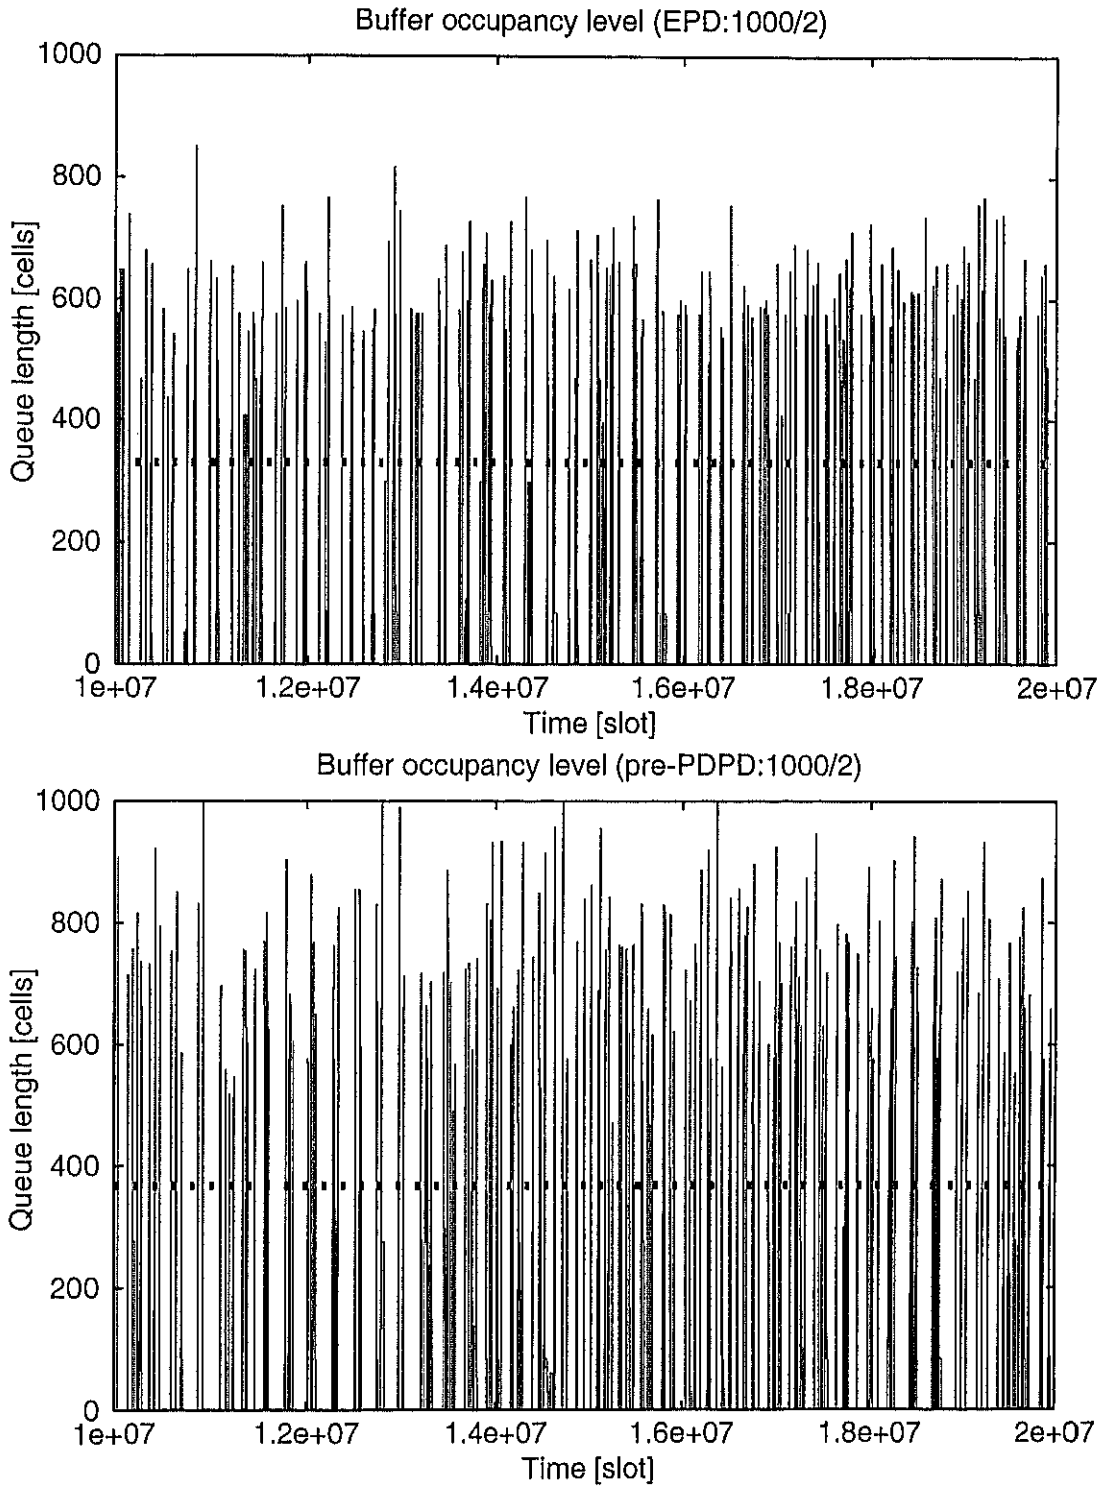 Buffer occupancy level (EPD:1000/2)
1000
800
600
400
200
0
Queue length [cells]
1e+07 1.2e+07 1.4e+07 1.6e+07 1.8e+07 2e+07
Time [slot]
Buffer occupancy level (pre-PDPD:1000/2)
1000
800
600
400
200
0
Queue length [cells]
1e+07 1.2e+07 1.4e+07 1.6e+07 1.8e+07 2e+07
Time [slot]